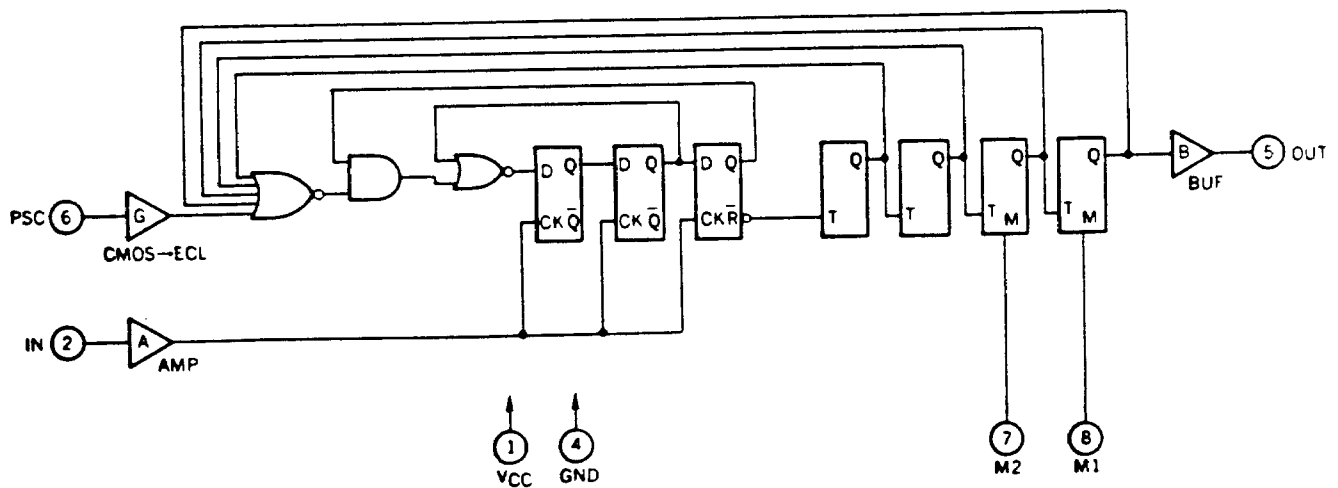 D Q D Q D Q Q Q Q Q
CK Q̅ CK Q̅ CK R̅ T T T M T M
PSC 6 G
CMOS→ECL
B 5 OUT
BUF
IN 2 A
AMP
1
VCC
4
GND
7
M2
8
M1